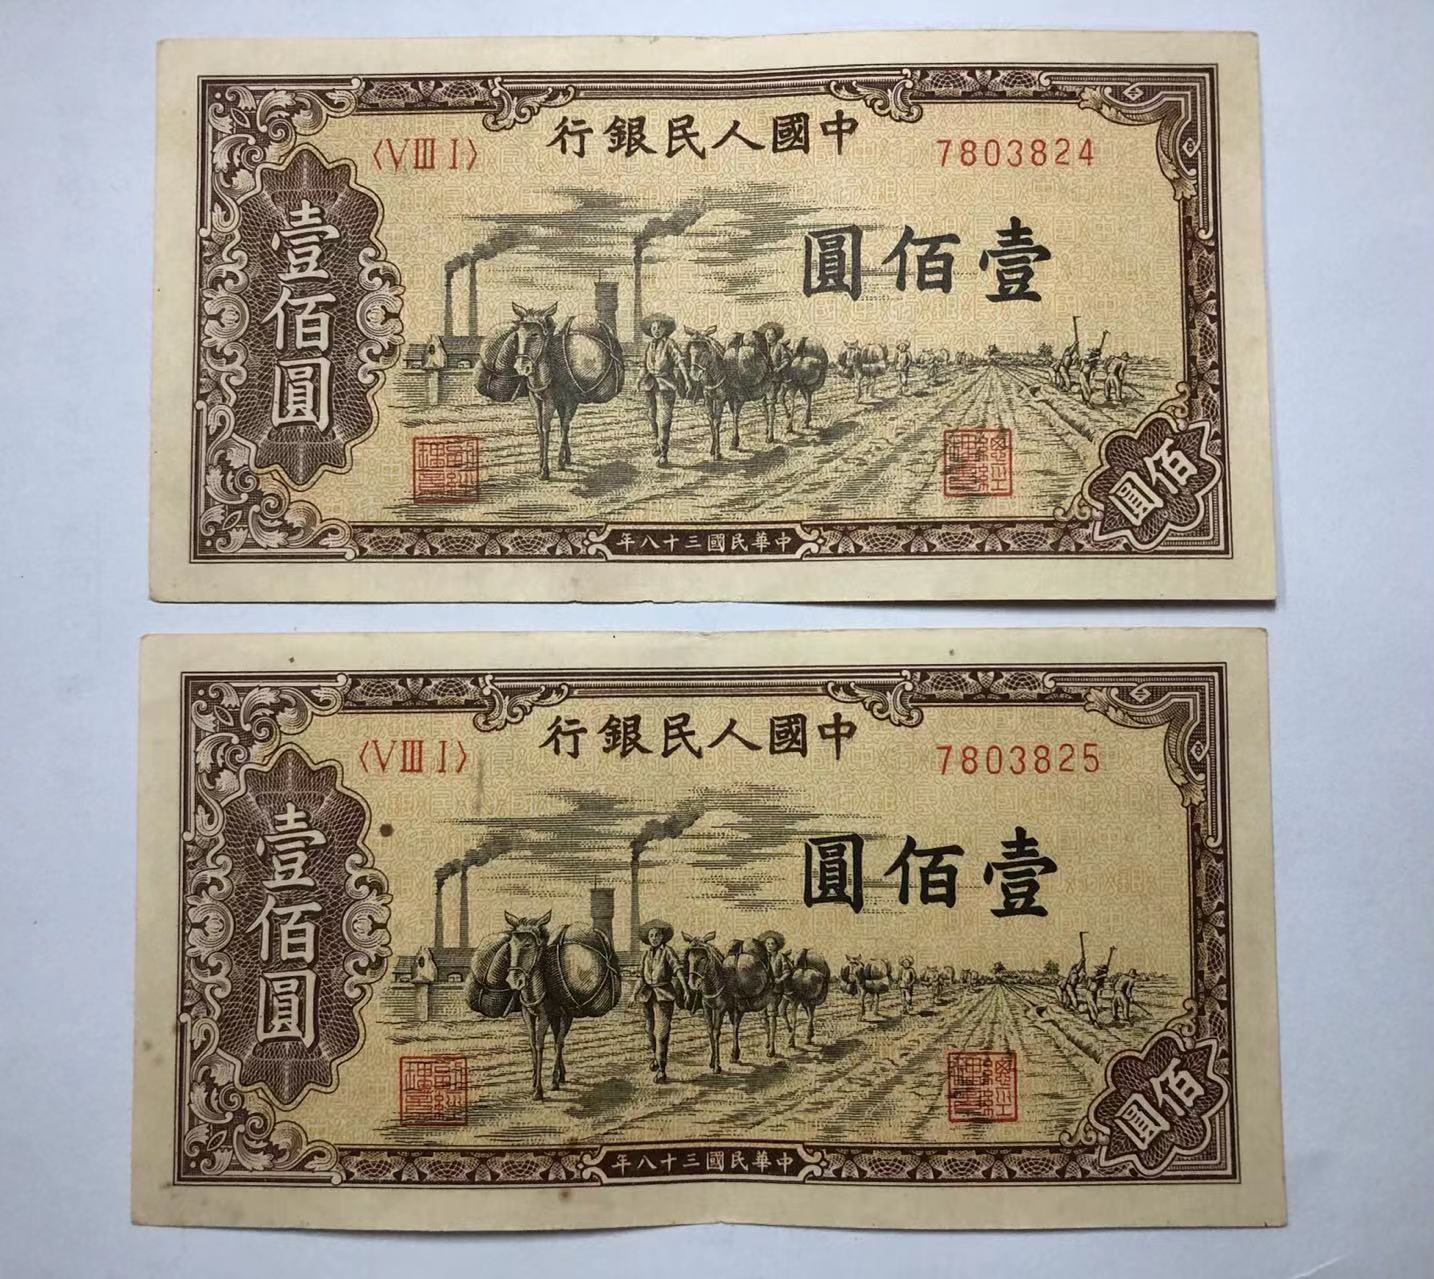 中國人民銀行
〈VIII I〉
7803824
壹佰圓
壹佰圓
佰圓
中華民國三十八年
中國人民銀行
〈VIII I〉
7803825
壹佰圓
壹佰圓
佰圓
中華民國三十八年